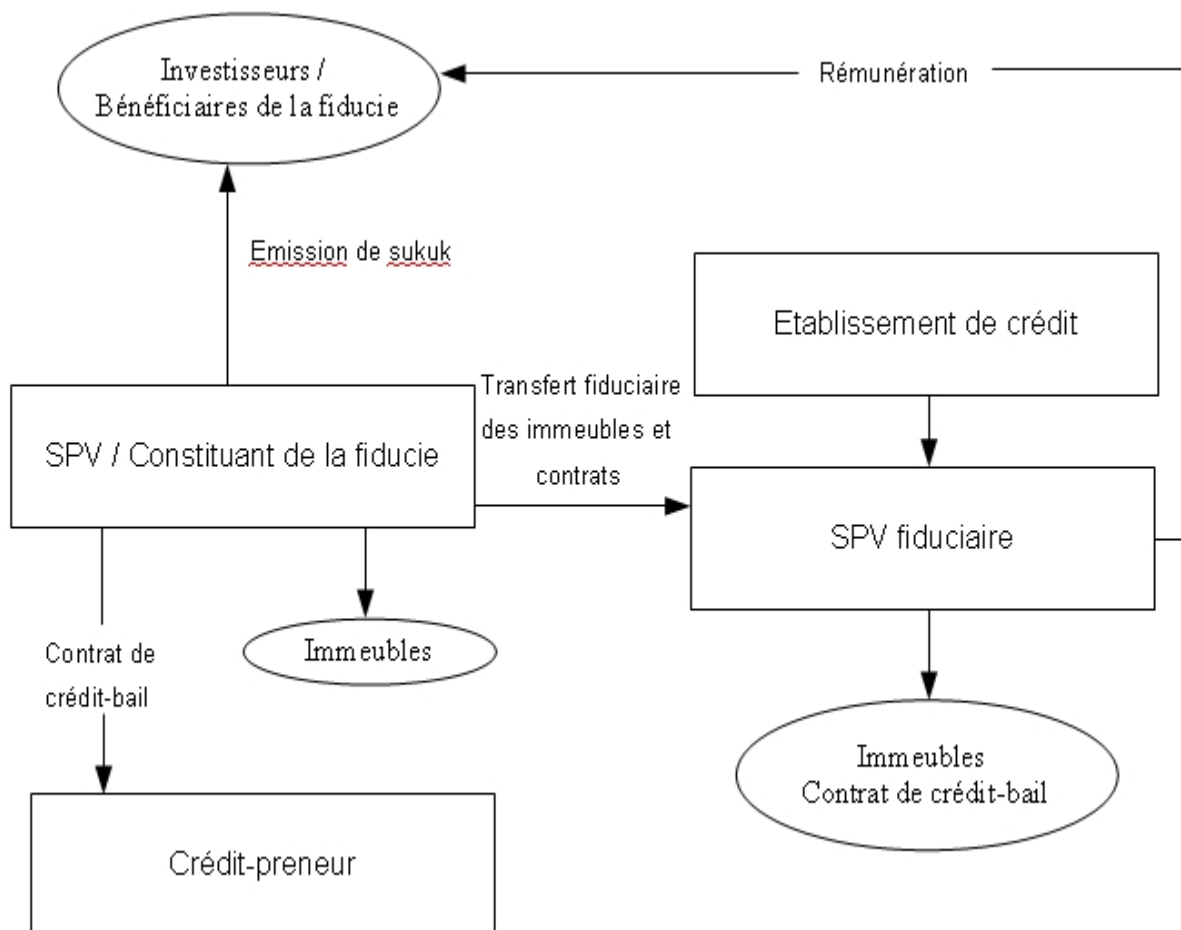 Investisseurs /
Bénéficiaires de la fiducie
Rémunération
Emission de sukuk
Etablissement de crédit
Transfert fiduciaire
des immeubles et
contrats
SPV / Constituant de la fiducie
SPV fiduciaire
Immeubles
Contrat de
crédit-bail
Immeubles
Contrat de crédit-bail
Crédit-preneur